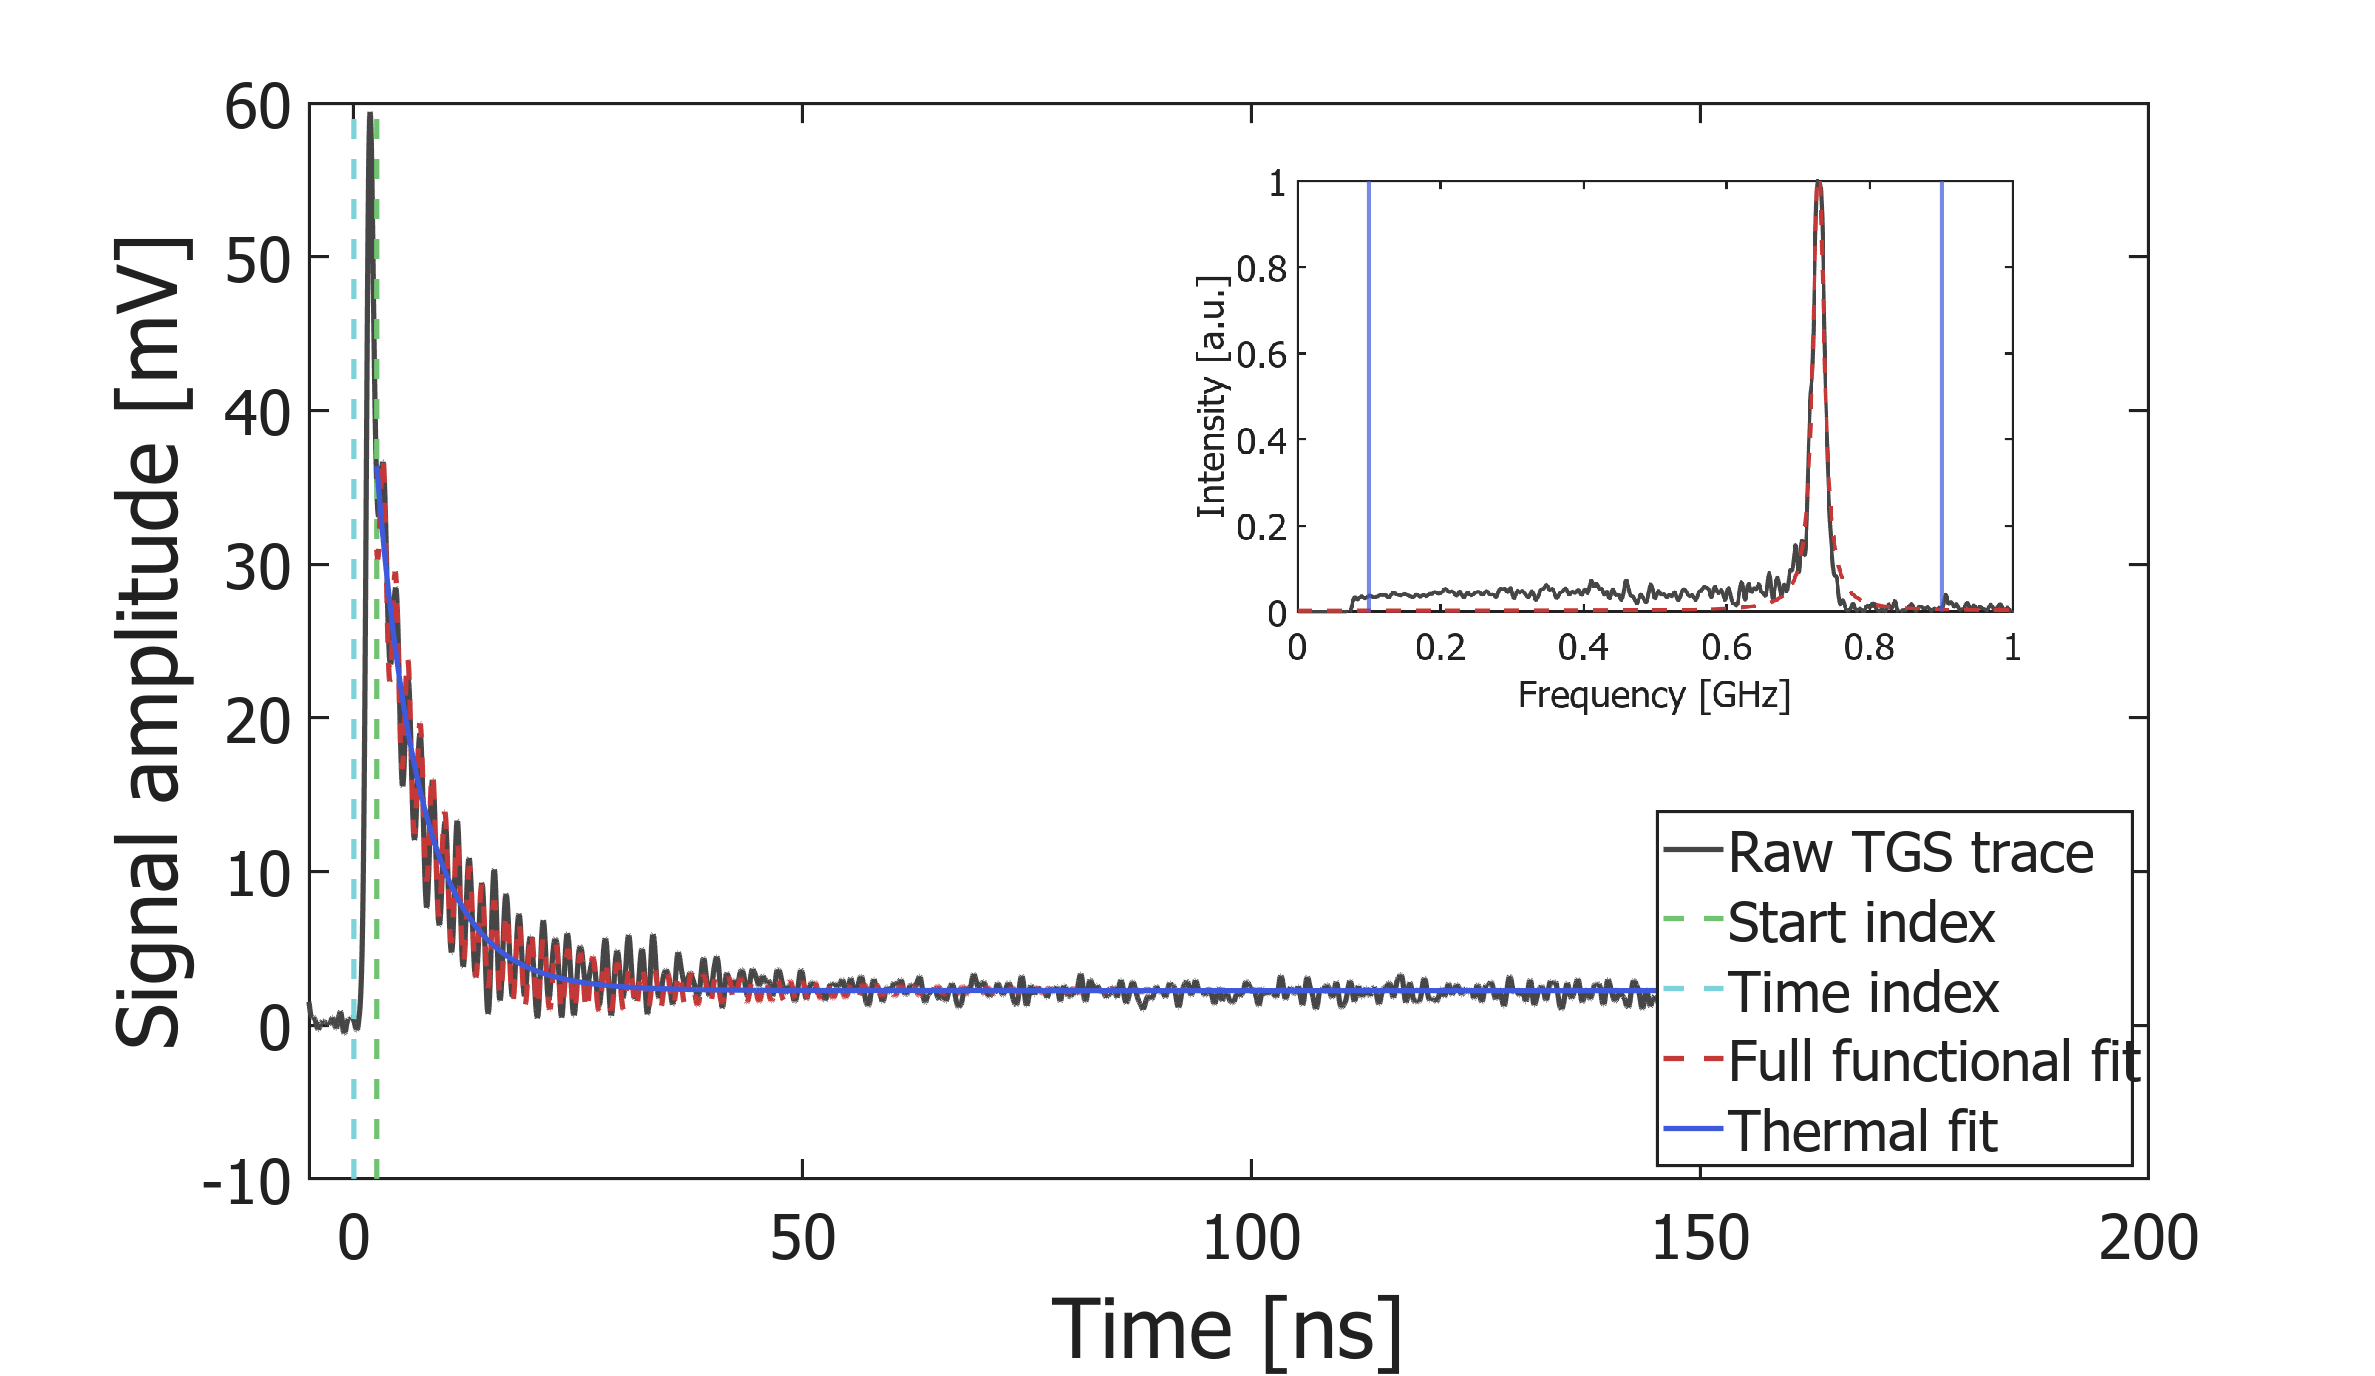 60
50
40
30
20
10
0
-10
Signal amplitude [mV]
0
50
100
150
200
Time [ns]
1
0.8
0.6
0.4
0.2
0
Intensity [a.u.]
0
0.2
0.4
0.6
0.8
1
Frequency [GHz]
Raw TGS trace
Start index
Time index
Full functional fit
Thermal fit